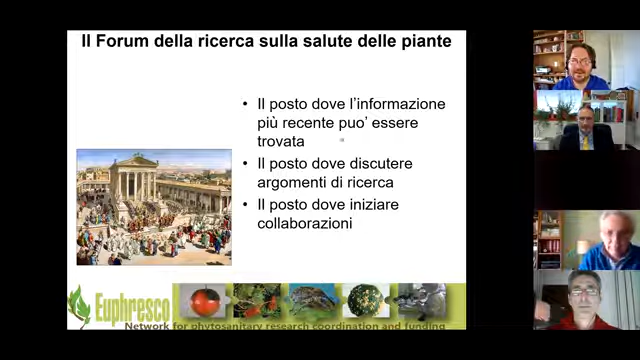 Il Forum della ricerca sulla salute delle piante
• Il posto dove l'informazione
più recente puo' essere
trovata
• Il posto dove discutere
argomenti di ricerca
• Il posto dove iniziare
collaborazioni
Euphresco
Network for phytosanitary research coordination and funding